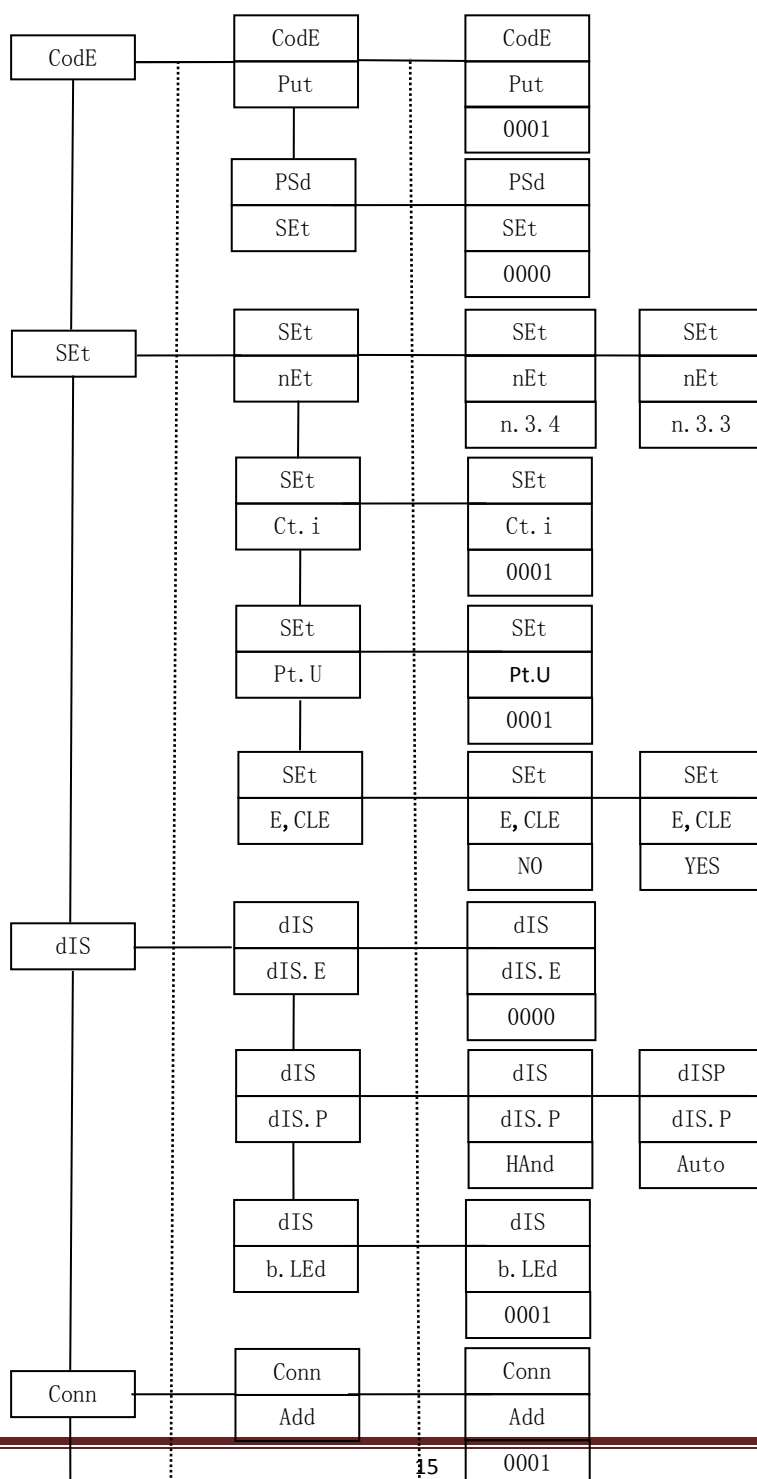 CodE
CodE
Put
CodE
Put
0001
PSd
SEt
PSd
SEt
0000
SEt
SEt
nEt
SEt
nEt
n.3.4
SEt
nEt
n.3.3
SEt
Ct.i
SEt
Ct.i
0001
SEt
Pt.U
SEt
Pt.U
0001
SEt
E,CLE
SEt
E,CLE
NO
SEt
E,CLE
YES
dIS
dIS
dIS.E
dIS
dIS.E
0000
dIS
dIS.P
dIS
dIS.P
HAnd
dISP
dIS.P
Auto
dIS
b.LEd
dIS
b.LEd
0001
Conn
Conn
Add
Conn
Add
0001
15